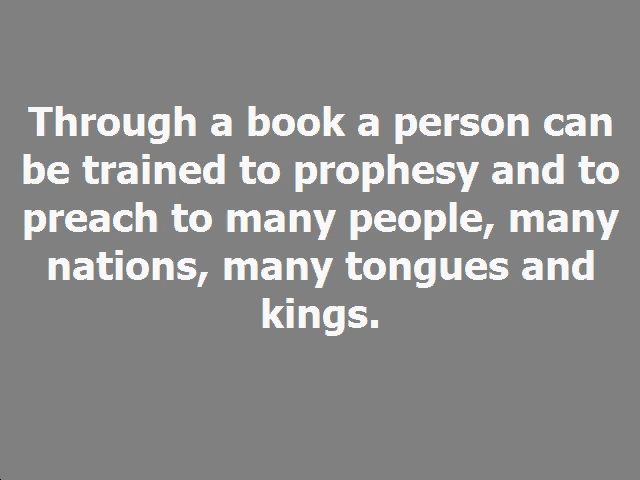 Through a book a person can
be trained to prophesy and to
preach to many people, many
nations, many tongues and
kings.